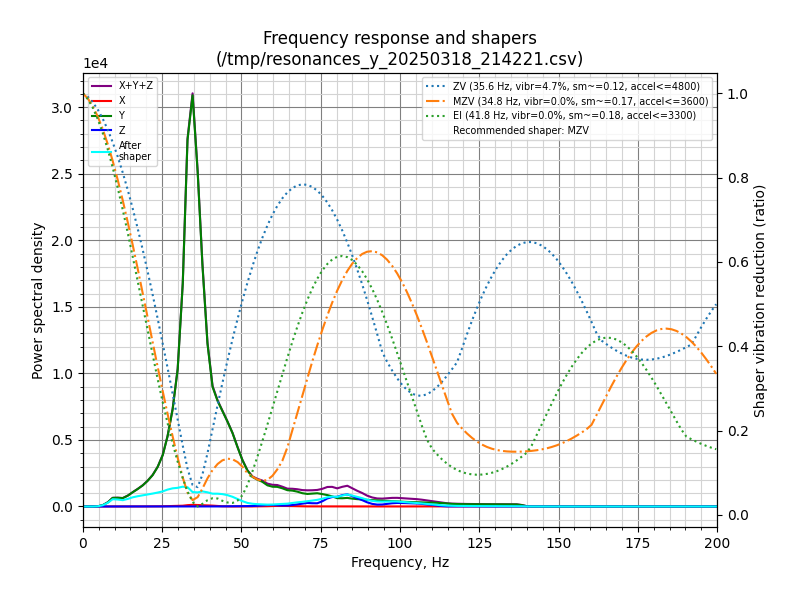 Frequency response and shapers
(/tmp/resonances_y_20250318_214221.csv)
1e4
X+Y+Z
X
Y
Z
After
shaper
ZV (35.6 Hz, vibr=4.7%, sm~=0.12, accel<=4800)
MZV (34.8 Hz, vibr=0.0%, sm~=0.17, accel<=3600)
EI (41.8 Hz, vibr=0.0%, sm~=0.18, accel<=3300)
Recommended shaper: MZV
Power spectral density
3.0
2.5
2.0
1.5
1.0
0.5
0.0
1.0
0.8
0.6
0.4
0.2
0.0
Shaper vibration reduction (ratio)
0 25 50 75 100 125 150 175 200
Frequency, Hz